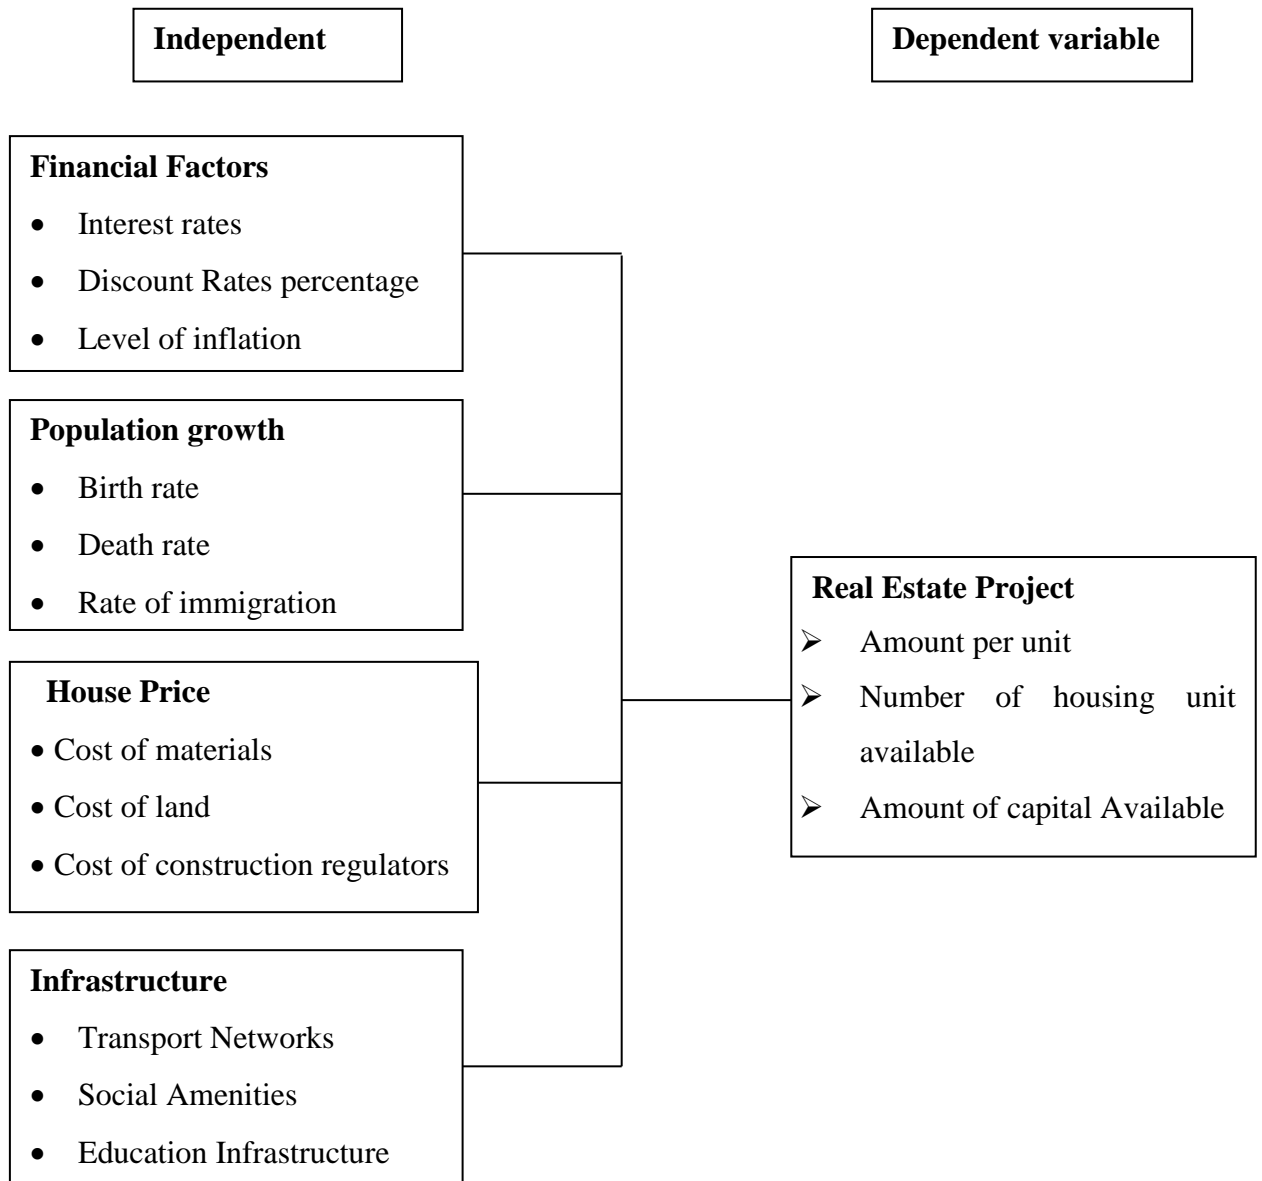 Independent
Dependent variable
Financial Factors
• Interest rates
• Discount Rates percentage
• Level of inflation
Population growth
• Birth rate
• Death rate
• Rate of immigration
House Price
• Cost of materials
• Cost of land
• Cost of construction regulators
Infrastructure
• Transport Networks
• Social Amenities
• Education Infrastructure
Real Estate Project
➢ Amount per unit
➢ Number of housing unit
available
➢ Amount of capital Available